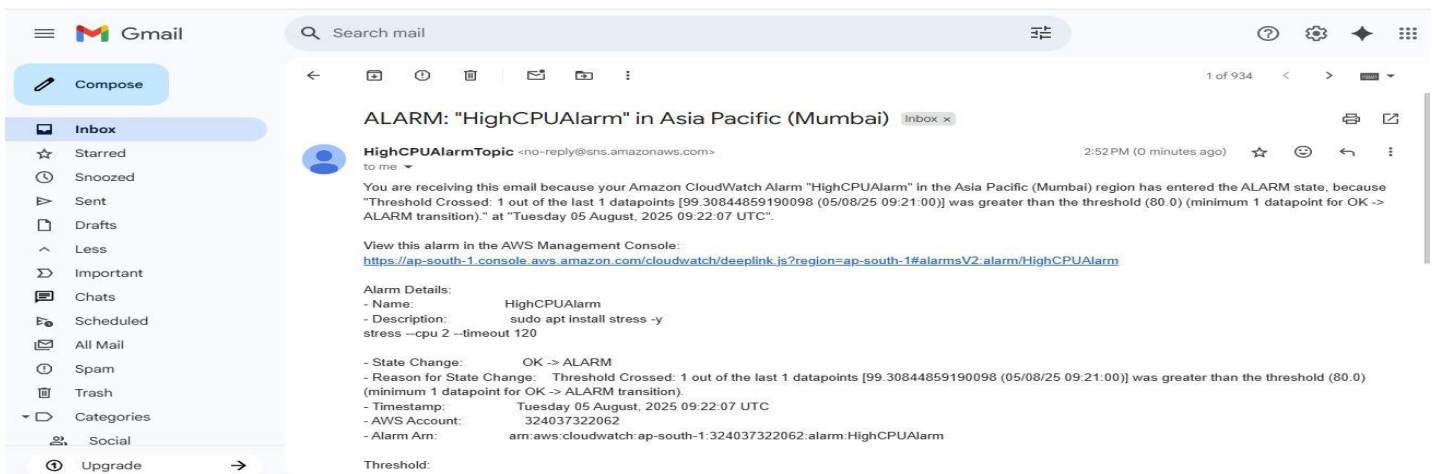 Gmail
Search mail
Compose
1 of 934
Inbox
Starred
Snoozed
Sent
Drafts
Less
Important
Chats
Scheduled
All Mail
Spam
Trash
Categories
Social
Upgrade
ALARM: "HighCPUAlarm" in Asia Pacific (Mumbai) Inbox x
HighCPUAlarmTopic <no-reply@sns.amazonaws.com> 2:52 PM (0 minutes ago)
to me
You are receiving this email because your Amazon CloudWatch Alarm "HighCPUAlarm" in the Asia Pacific (Mumbai) region has entered the ALARM state, because
"Threshold Crossed: 1 out of the last 1 datapoints [99.30844859190098 (05/08/25 09:21:00)] was greater than the threshold (80.0) (minimum 1 datapoint for OK ->
ALARM transition)." at "Tuesday 05 August, 2025 09:22:07 UTC".
View this alarm in the AWS Management Console:
https://ap-south-1.console.aws.amazon.com/cloudwatch/deeplink.js?region=ap-south-1#alarmsV2:alarm/HighCPUAlarm
Alarm Details:
- Name: HighCPUAlarm
- Description: sudo apt install stress -y
stress --cpu 2 --timeout 120
- State Change: OK -> ALARM
- Reason for State Change: Threshold Crossed: 1 out of the last 1 datapoints [99.30844859190098 (05/08/25 09:21:00)] was greater than the threshold (80.0)
(minimum 1 datapoint for OK -> ALARM transition).
- Timestamp: Tuesday 05 August, 2025 09:22:07 UTC
- AWS Account: 324037322062
- Alarm Arn: arn:aws:cloudwatch:ap-south-1:324037322062:alarm:HighCPUAlarm
Threshold: